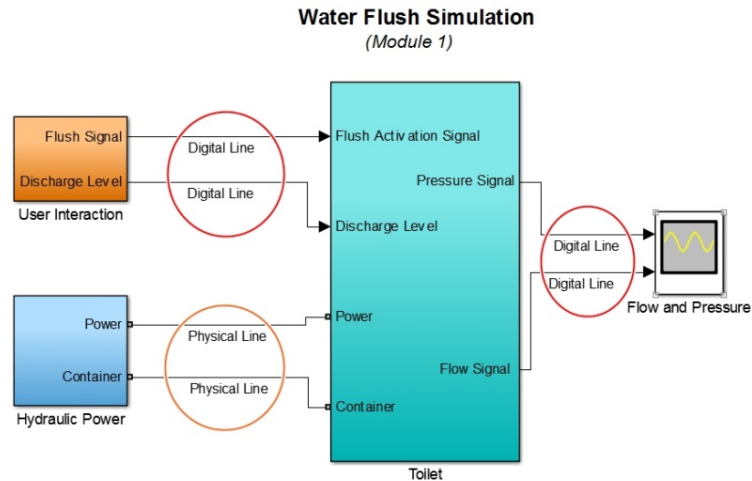 Water Flush Simulation
(Module 1)
Flush Signal
Discharge Level
User Interaction
Digital Line
Digital Line
Flush Activation Signal
Discharge Level
Pressure Signal
Digital Line
Digital Line
Flow and Pressure
Power
Container
Hydraulic Power
Physical Line
Physical Line
Power
Container
Flow Signal
Toilet